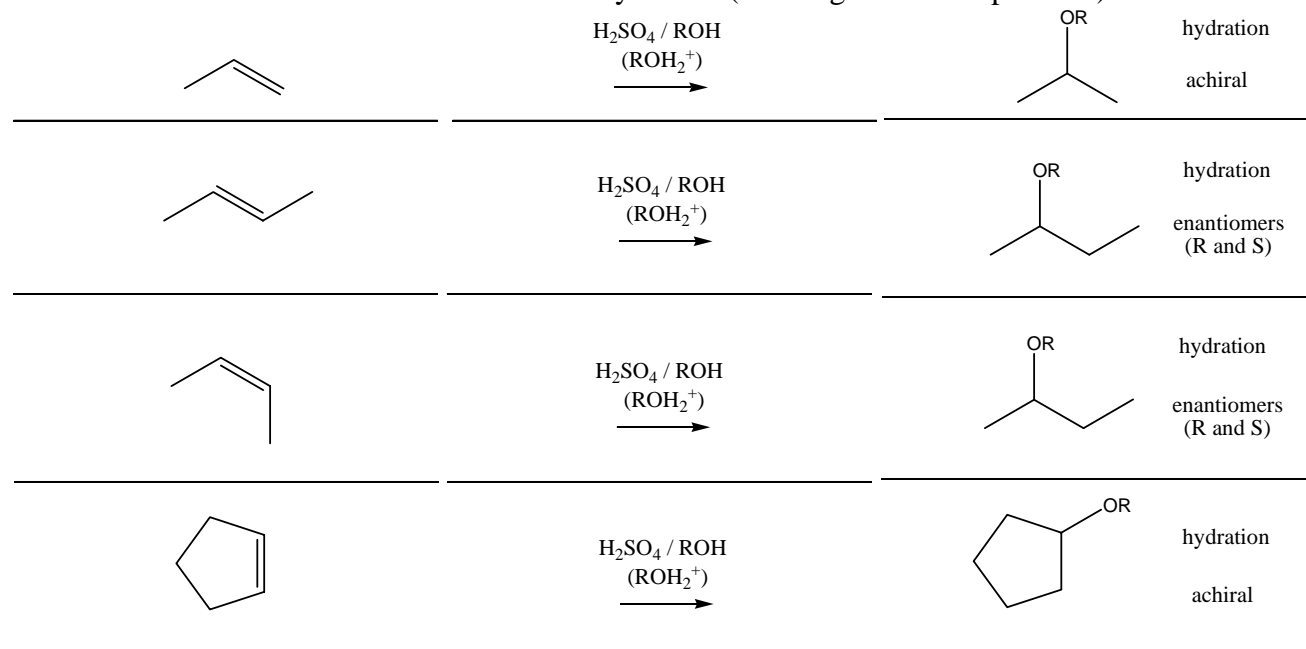 H₂SO₄ / ROH
(ROH₂⁺)
OR
hydration
achiral
H₂SO₄ / ROH
(ROH₂⁺)
OR
hydration
enantiomers
(R and S)
H₂SO₄ / ROH
(ROH₂⁺)
OR
hydration
enantiomers
(R and S)
H₂SO₄ / ROH
(ROH₂⁺)
OR
hydration
achiral